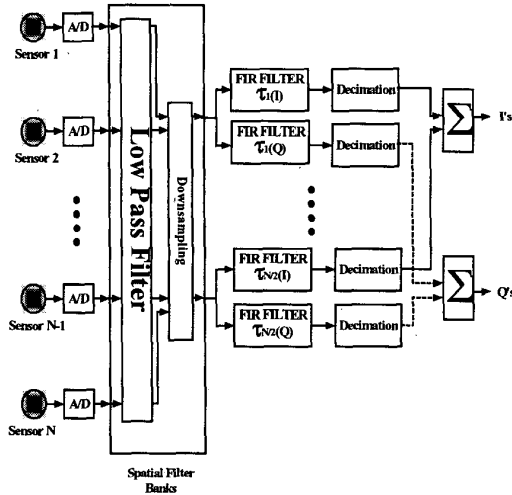 Sensor 1
A/D
Sensor 2
A/D
Sensor N-1
A/D
Sensor N
A/D
Low Pass Filter
Downsampling
Spatial Filter
Banks
FIR FILTER
τ1(I)
Decimation
FIR FILTER
τ1(Q)
Decimation
FIR FILTER
τN/2(I)
Decimation
FIR FILTER
τN/2(Q)
Decimation
Σ
I's
Σ
Q's